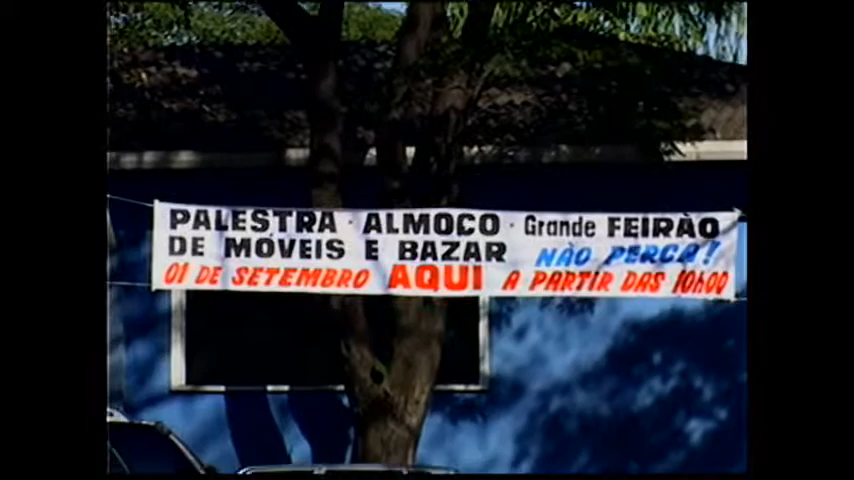 PALESTRA · ALMOÇO · Grande FEIRÃO
DE MÓVEIS E BAZAR NÃO PERCA!
01 DE SETEMBRO AQUI A PARTIR DAS 10h00